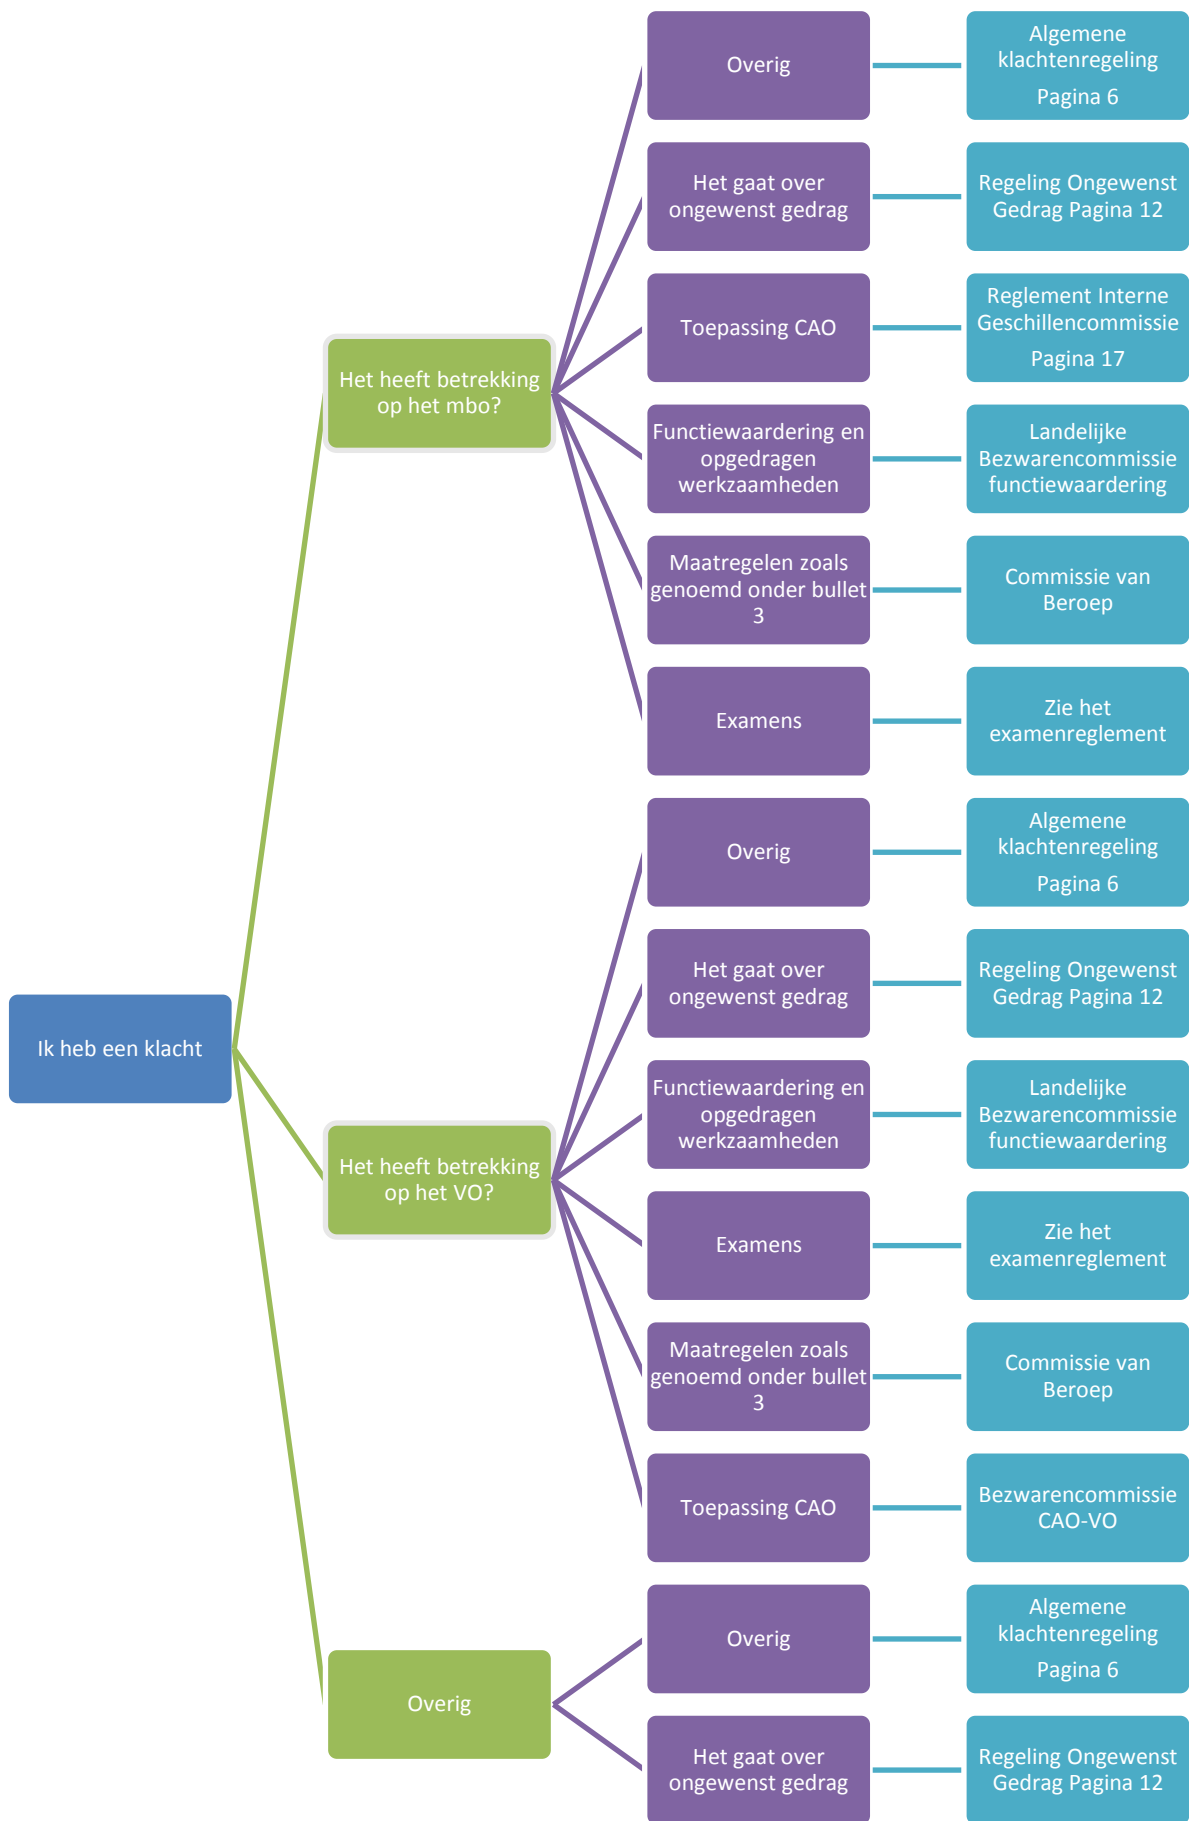 Ik heb een klacht
Het heeft betrekking
op het mbo?
Overig
Algemene
klachtenregeling
Pagina 6
Het gaat over
ongewenst gedrag
Regeling Ongewenst
Gedrag Pagina 12
Toepassing CAO
Reglement Interne
Geschillencommissie
Pagina 17
Functiewaardering en
opgedragen
werkzaamheden
Landelijke
Bezwarencommissie
functiewaardering
Maatregelen zoals
genoemd onder bullet
3
Commissie van
Beroep
Examens
Zie het
examenreglement
Het heeft betrekking
op het VO?
Overig
Algemene
klachtenregeling
Pagina 6
Het gaat over
ongewenst gedrag
Regeling Ongewenst
Gedrag Pagina 12
Functiewaardering en
opgedragen
werkzaamheden
Landelijke
Bezwarencommissie
functiewaardering
Examens
Zie het
examenreglement
Maatregelen zoals
genoemd onder bullet
3
Commissie van
Beroep
Toepassing CAO
Bezwarencommissie
CAO-VO
Overig
Overig
Algemene
klachtenregeling
Pagina 6
Het gaat over
ongewenst gedrag
Regeling Ongewenst
Gedrag Pagina 12